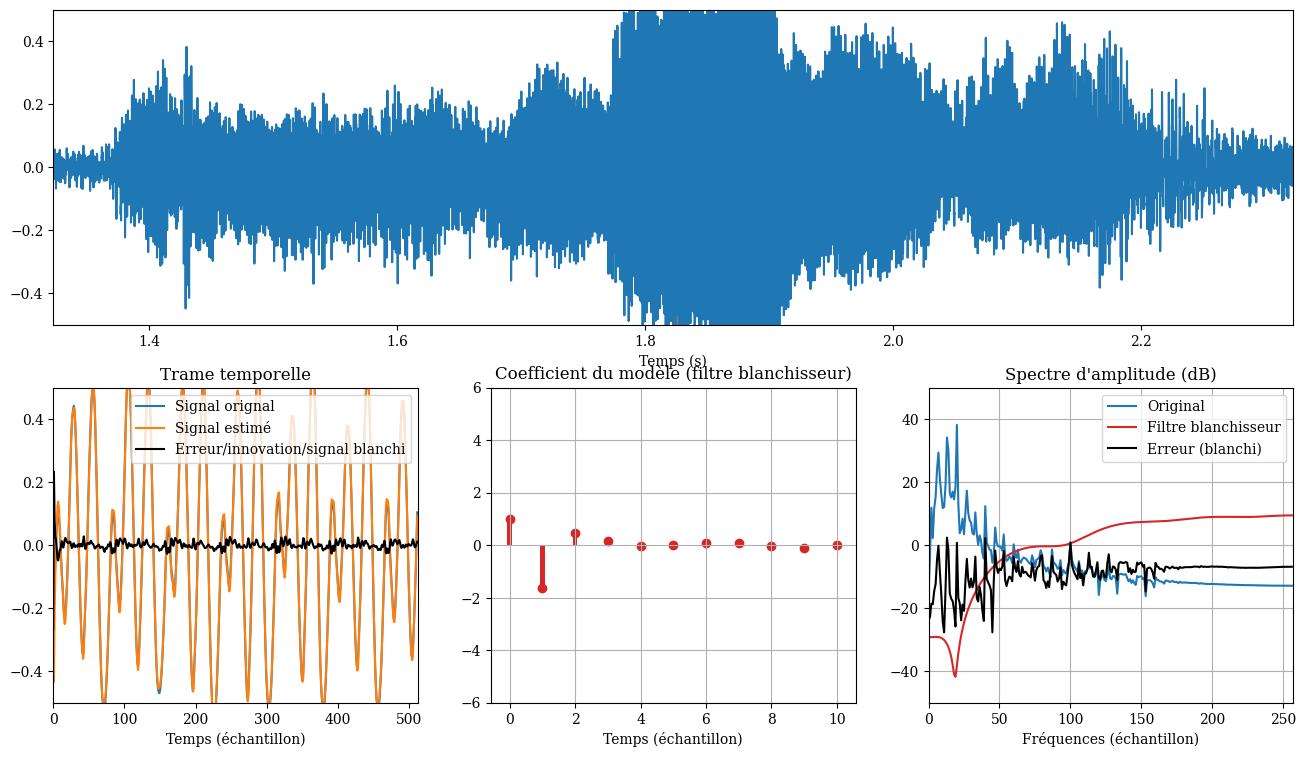 0.4
0.2
0.0
−0.2
−0.4
1.4 1.6 1.8 2.0 2.2
Temps (s)
Trame temporelle
0.4
0.2
0.0
−0.2
−0.4
Signal orignal
Signal estimé
Erreur/innovation/signal blanchi
0 100 200 300 400 500
Temps (échantillon)
Coefficient du modèle (filtre blanchisseur)
6
4
2
0
−2
−4
−6
0 2 4 6 8 10
Temps (échantillon)
Spectre d'amplitude (dB)
40
20
0
−20
−40
Original
Filtre blanchisseur
Erreur (blanchi)
0 50 100 150 200 250
Fréquences (échantillon)